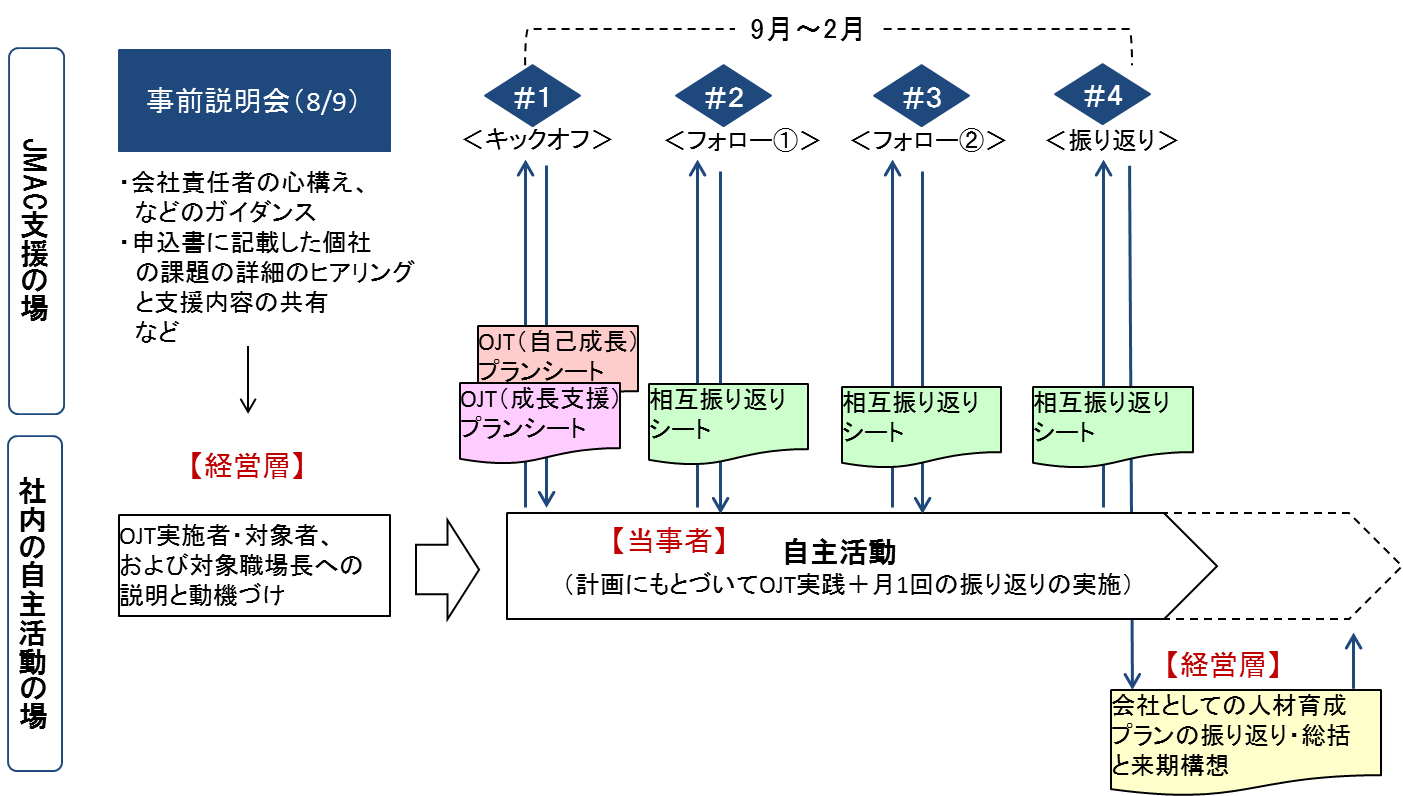 9月～2月
JMAC支援の場
事前説明会（8/9）
・会社責任者の心構え、
などのガイダンス
・申込書に記載した個社
の課題の詳細のヒアリング
と支援内容の共有
など
＃1
＜キックオフ＞
＃2
＜フォロー①＞
＃3
＜フォロー②＞
＃4
＜振り返り＞
OJT（自己成長）
プランシート
OJT（成長支援）
プランシート
相互振り返り
シート
相互振り返り
シート
相互振り返り
シート
社内の自主活動の場
【経営層】
OJT実施者・対象者、
および対象職場長への
説明と動機づけ
【当事者】
自主活動
（計画にもとづいてOJT実践＋月1回の振り返りの実施）
【経営層】
会社としての人材育成
プランの振り返り・総括
と来期構想